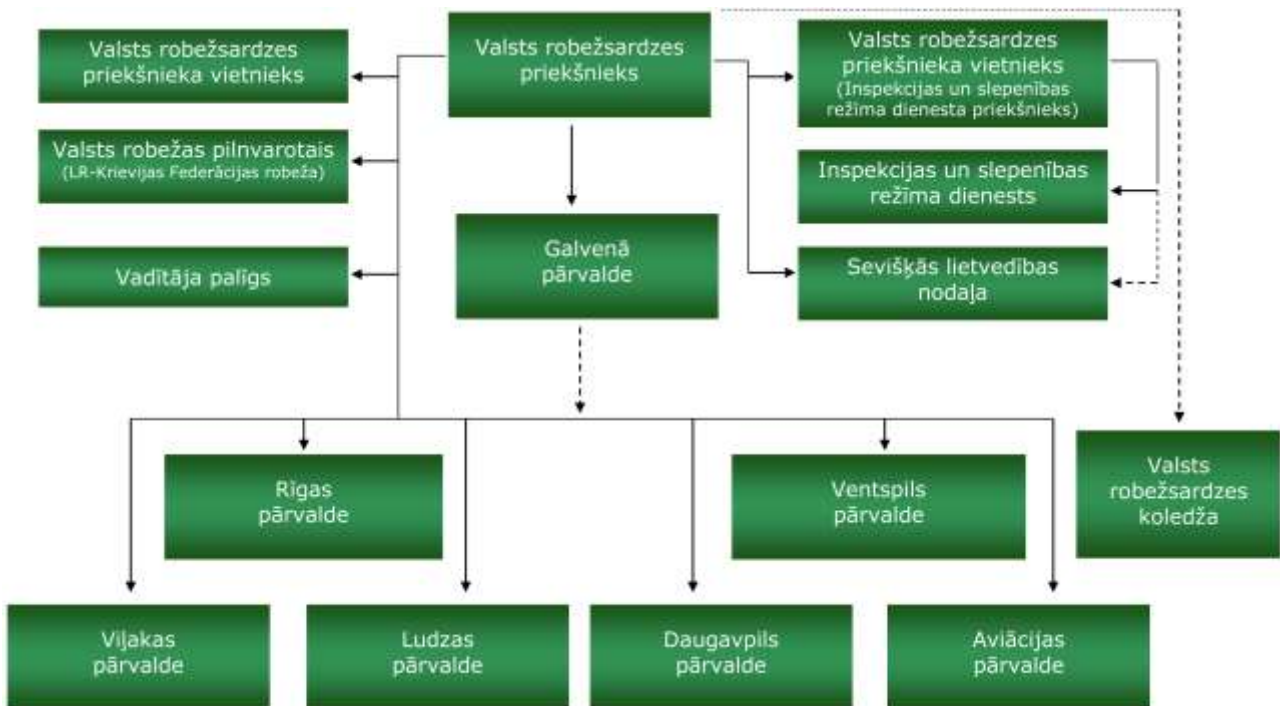 Valsts robežsardzes
priekšnieka vietnieks
Valsts robežsardzes
priekšnieks
Valsts robežsardzes
priekšnieka vietnieks
(Inspekcijas un slepenības
režīma dienesta priekšnieks)
Valsts robežas pilnvarotais
(LR-Krievijas Federācijas robeža)
Inspekcijas un slepenības
režīma dienests
Vadītāja palīgs
Galvenā
pārvalde
Sevišķās lietvedības
nodaļa
Rīgas
pārvalde
Ventspils
pārvalde
Valsts
robežsardzes
koledža
Viļakas
pārvalde
Ludzas
pārvalde
Daugavpils
pārvalde
Aviācijas
pārvalde